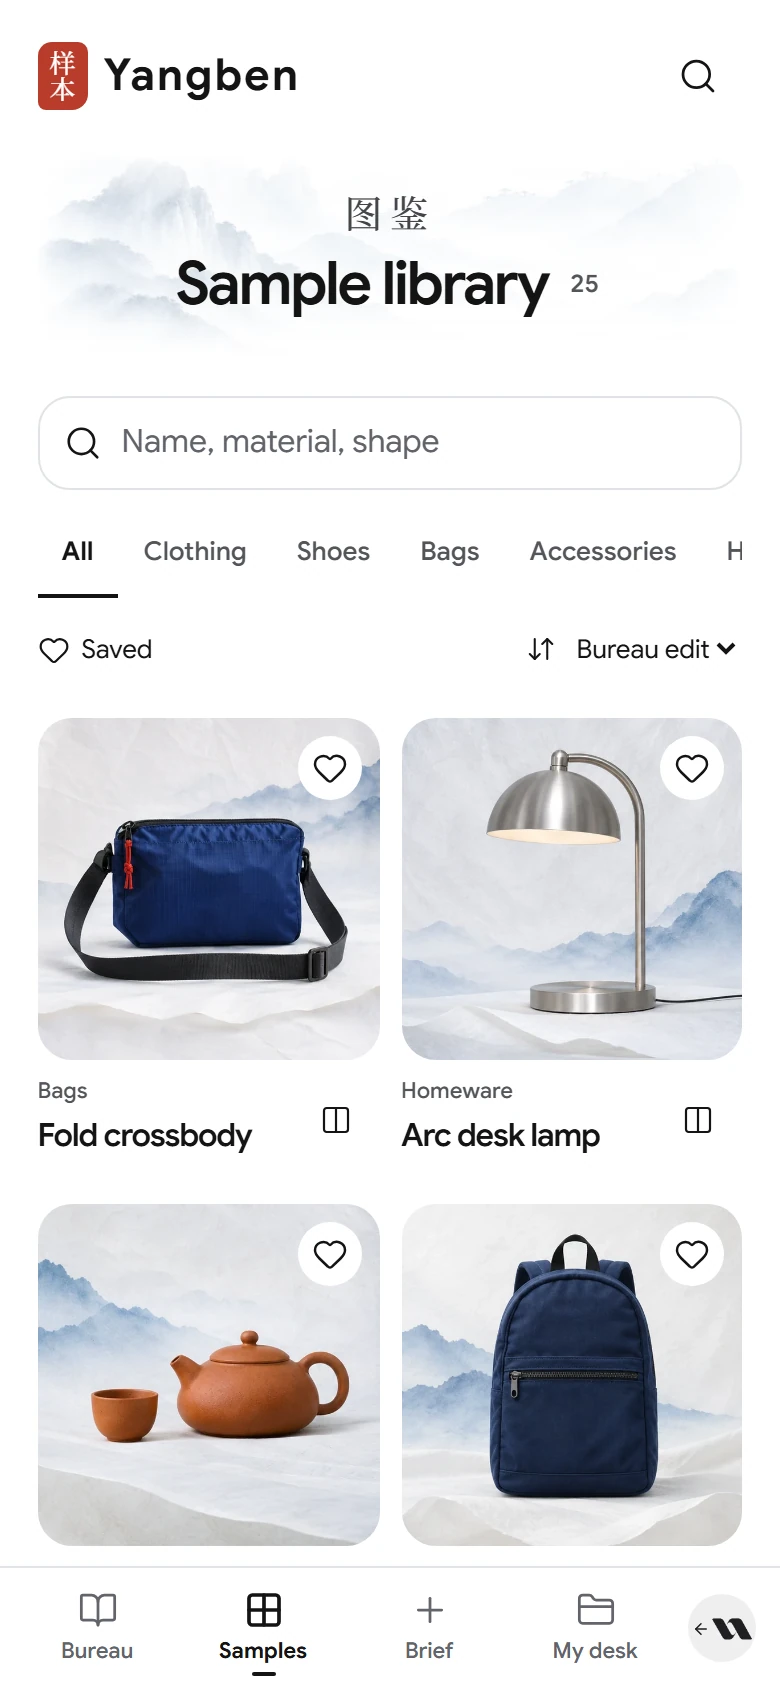 样本
Yangben
图鉴
Sample library 25
Name, material, shape
All Clothing Shoes Bags Accessories H
Saved
Bureau edit
Bags
Fold crossbody
Homeware
Arc desk lamp
Bureau Samples Brief My desk